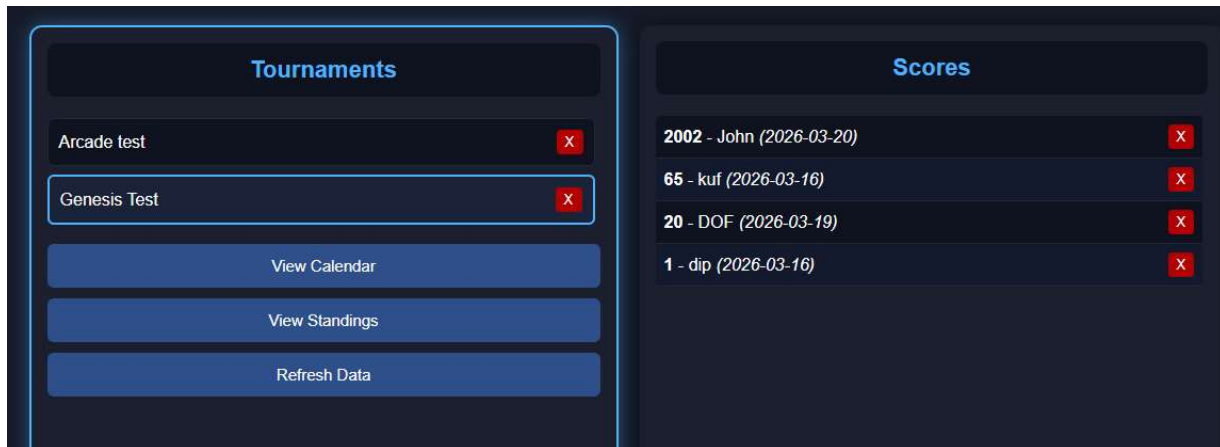 Tournaments
Arcade test
X
Genesis Test
X
View Calendar
View Standings
Refresh Data
Scores
2002 - John (2026-03-20)
X
65 - kuf (2026-03-16)
X
20 - DOF (2026-03-19)
X
1 - dip (2026-03-16)
X